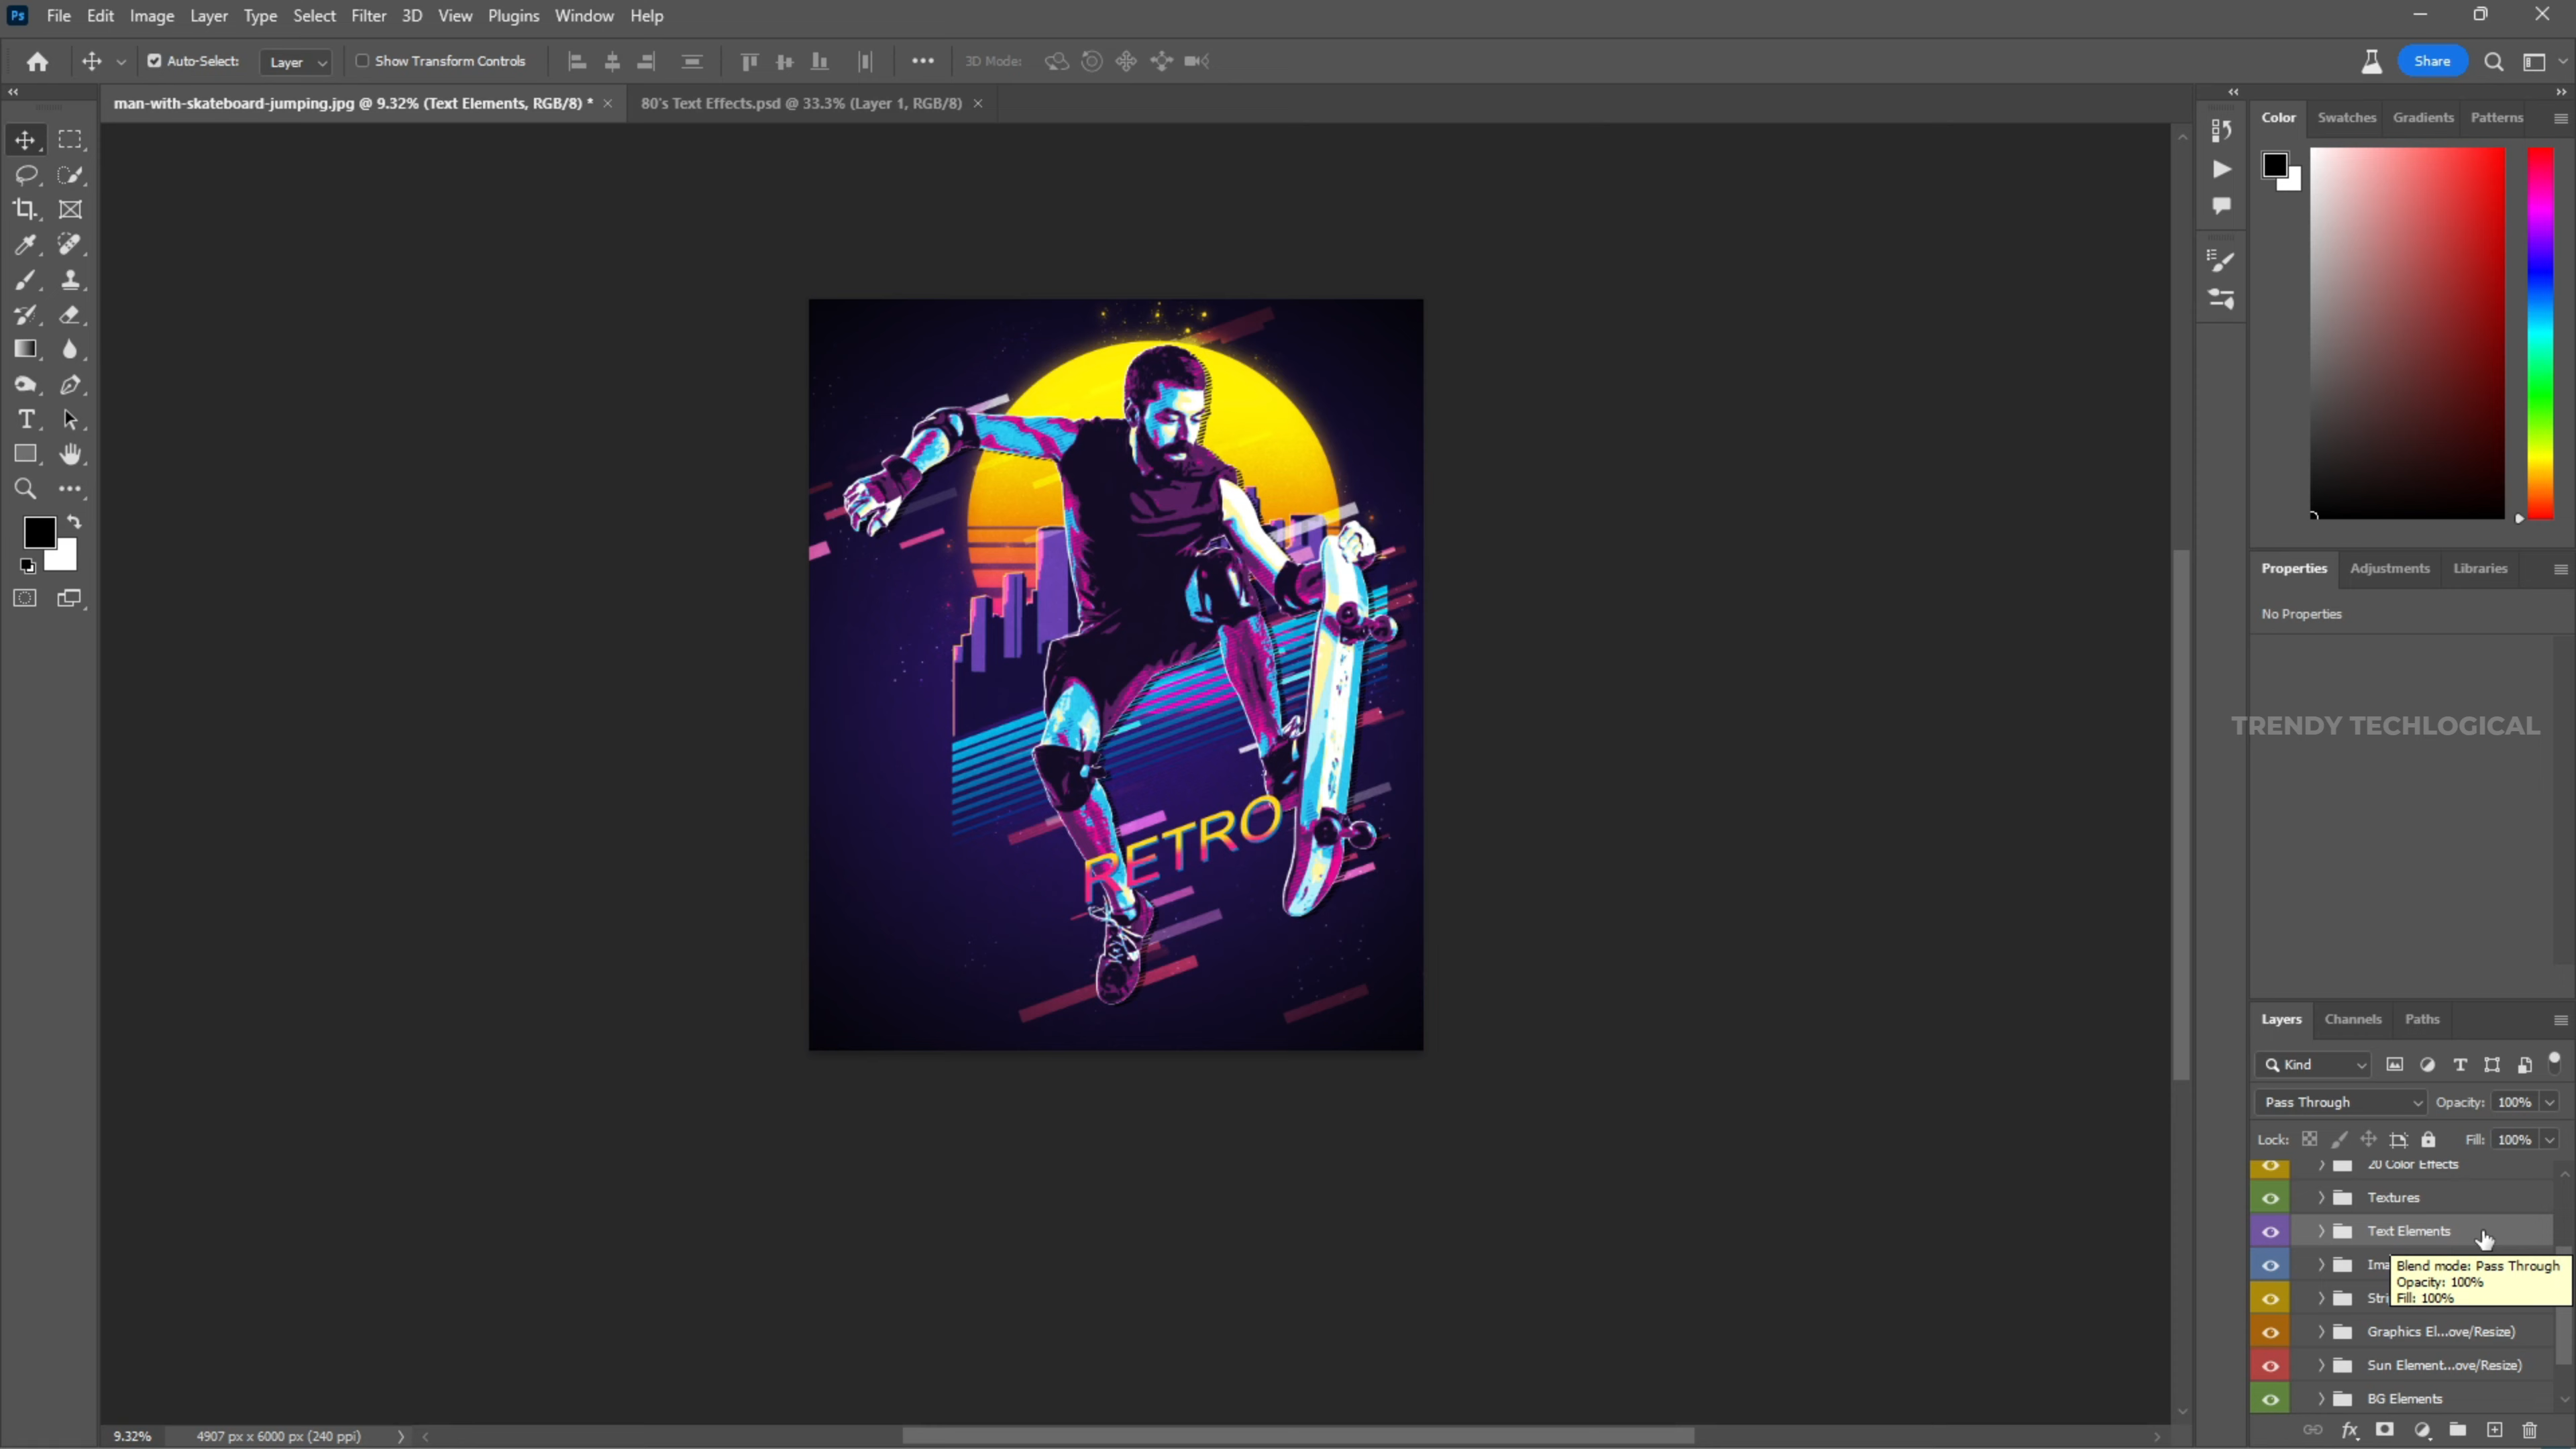 Ps File Edit Image Layer Type Select Filter 3D View Plugins Window Help
Auto-Select: Layer Show Transform Controls 3D Mode: Share
man-with-skateboard-jumping.jpg @ 9.32% (Text Elements, RGB/8) * × 80's Text Effects.psd @ 33.3% (Layer 1, RGB/8) ×
Color Swatches Gradients Patterns
Properties Adjustments Libraries
No Properties
TRENDY TECHLOGICAL
RETRO
Layers Channels Paths
Kind
Pass Through Opacity: 100%
Lock: Fill: 100%
20 Color Effects
Textures
Text Elements
Ima
Blend mode: Pass Through
Opacity: 100%
Stri
Fill: 100%
Graphics El...ove/Resize)
Sun Element...ove/Resize)
BG Elements
9.32% 4907 px x 6000 px (240 ppi)